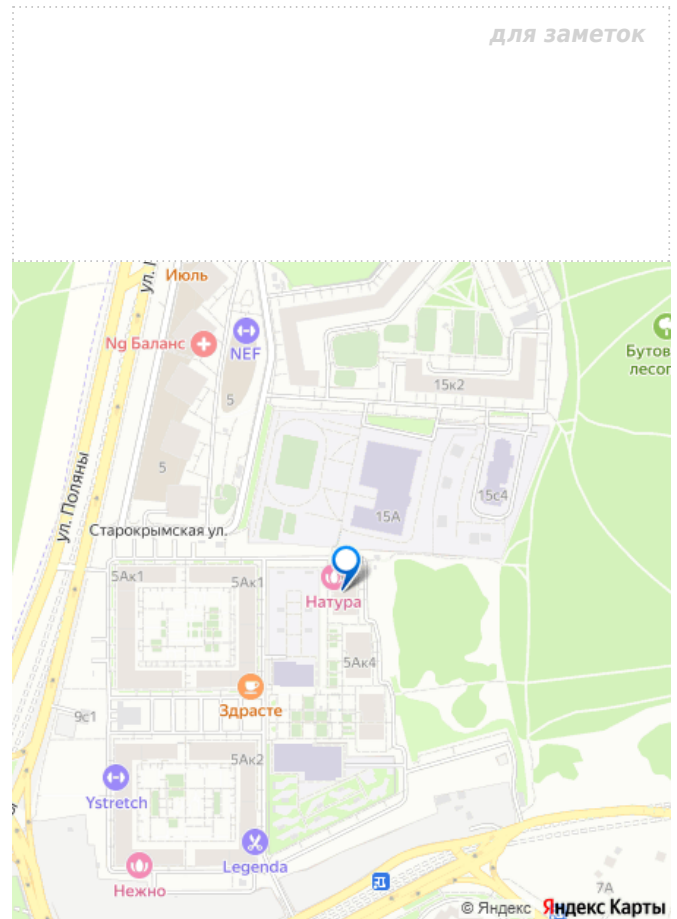 для заметок
Июль
Ng Баланс
NEF
Бутов
лесоп
15к2
5
5
ул. Поляны
15с4
15А
Старокрымская ул.
5Ак1
5Ак1
Натура
5Ак4
Здрасте
9с1
5Ак2
Ystretch
Legenda
Нежно
7А
© Яндекс Яндекс Карты